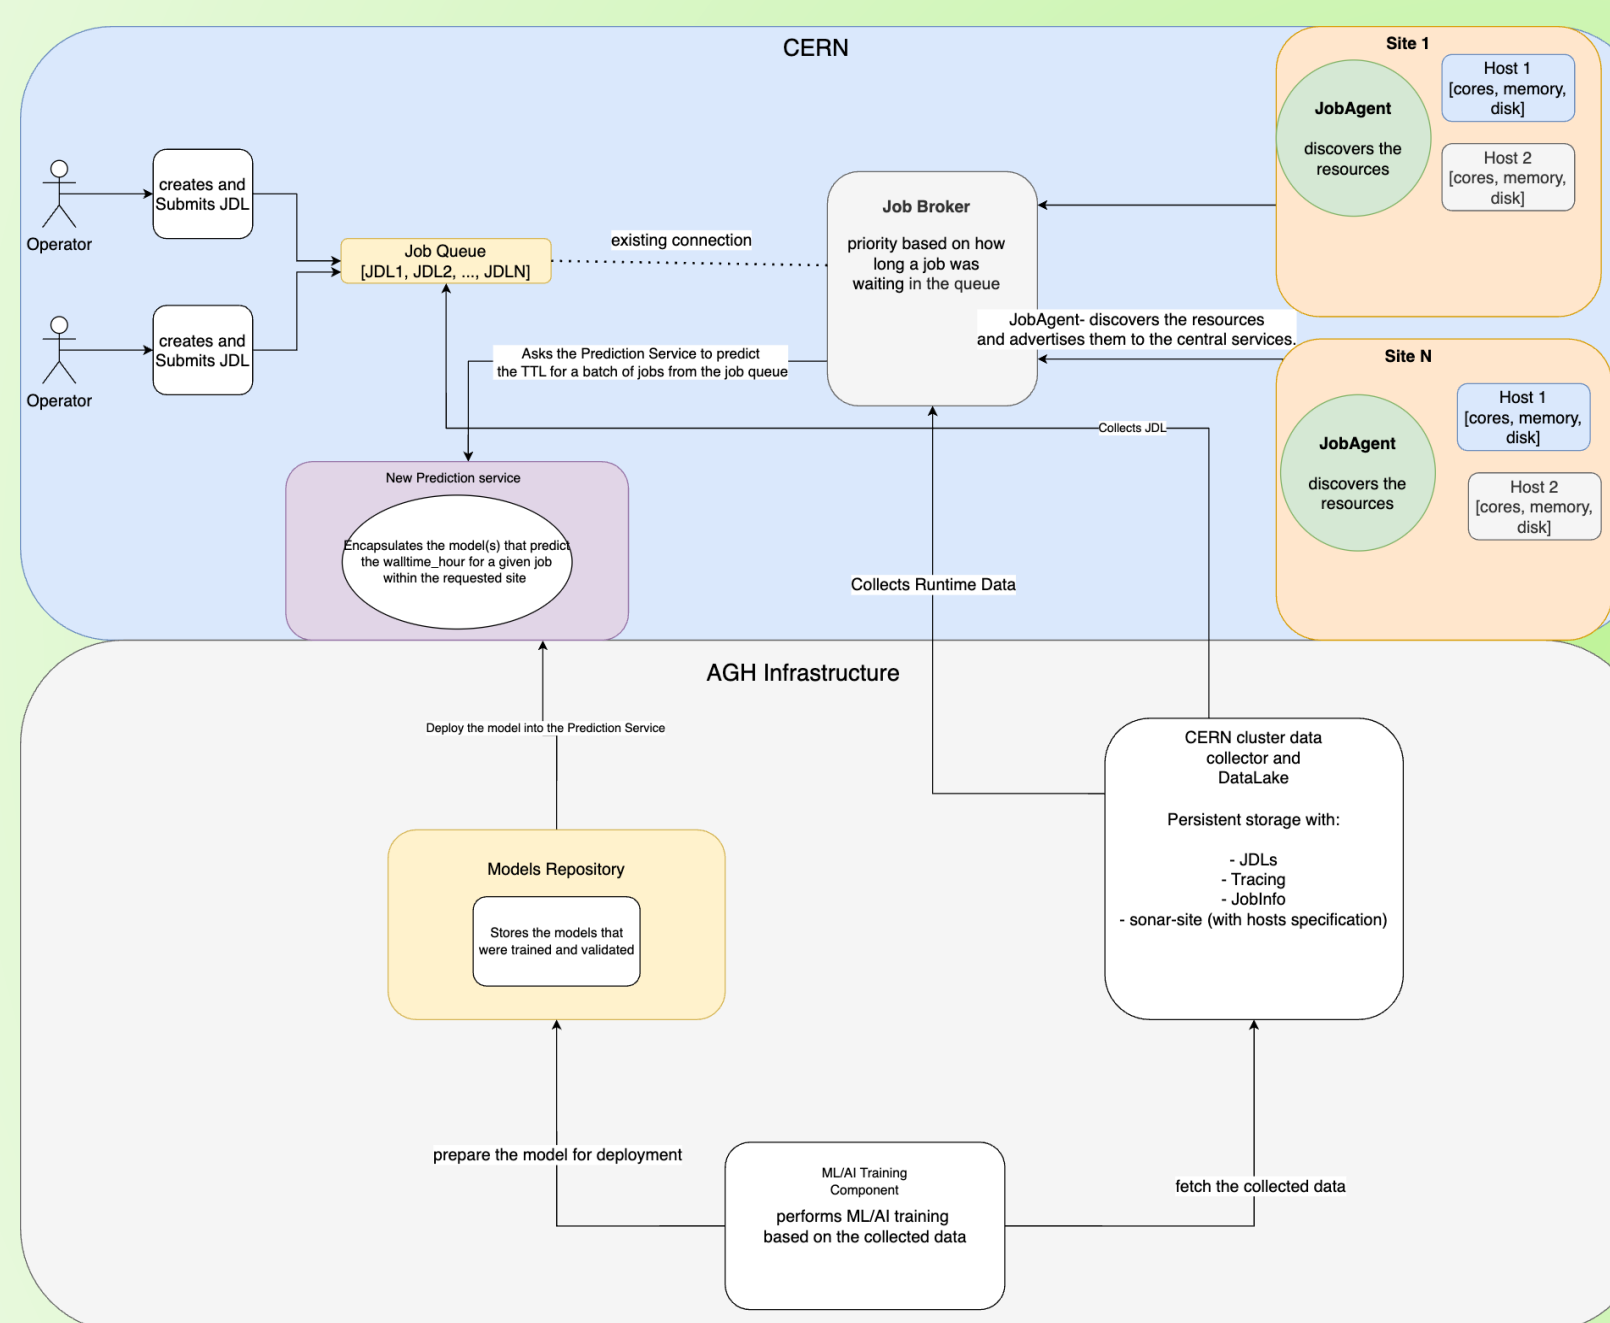 CERN
Site 1
JobAgent
discovers the
resources
Host 1
[cores, memory,
disk]
Host 2
[cores, memory,
disk]
Operator
creates and
Submits JDL
Operator
creates and
Submits JDL
Job Queue
[JDL1, JDL2, ..., JDLN]
existing connection
Job Broker
priority based on how
long a job was
waiting in the queue
JobAgent- discovers the resources
and advertises them to the central services.
Asks the Prediction Service to predict
the TTL for a batch of jobs from the job queue
Site N
JobAgent
discovers the
resources
Host 1
[cores, memory,
disk]
Host 2
[cores, memory,
disk]
Collects JDL
New Prediction service
Encapsulates the model(s) that predict
the walltime_hour for a given job
within the requested site
Collects Runtime Data
AGH Infrastructure
Deploy the model into the Prediction Service
CERN cluster data
collector and
DataLake
Persistent storage with:
- JDLs
- Tracing
- JobInfo
- sonar-site (with hosts specification)
Models Repository
Stores the models that
were trained and validated
prepare the model for deployment
ML/AI Training
Component
performs ML/AI training
based on the collected data
fetch the collected data